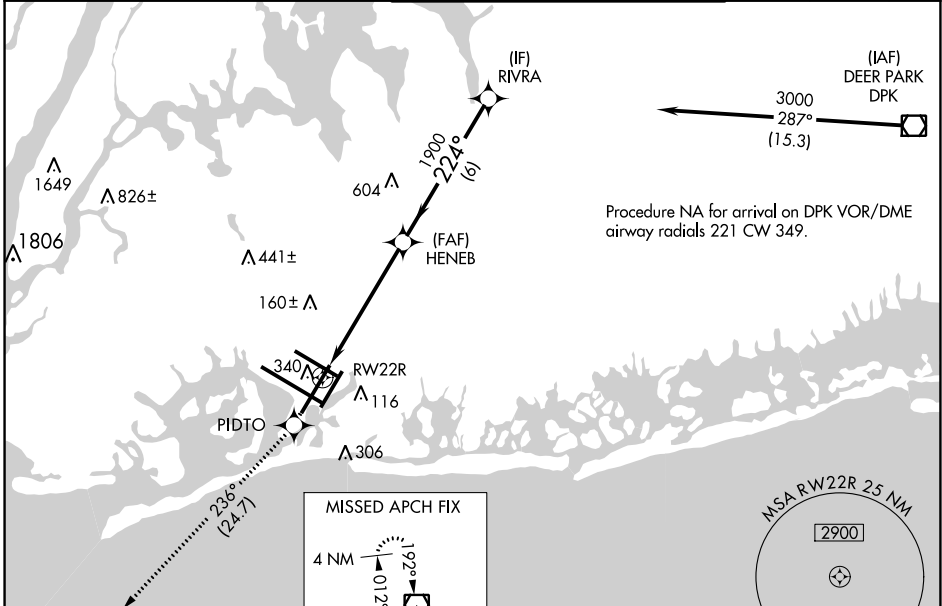 (IF)
RIVRA
(IAF)
DEER PARK
DPK
3000
287°
(15.3)
1900
224°
(6)
1649
826±
604
Procedure NA for arrival on DPK VOR/DME
airway radials 221 CW 349.
1806
441±
(FAF)
HENEB
160±
340
RW22R
116
PIDTO
306
236°
(24.7)
MISSED APCH FIX
4 NM
192°
012°
MSA RW22R 25 NM
2900